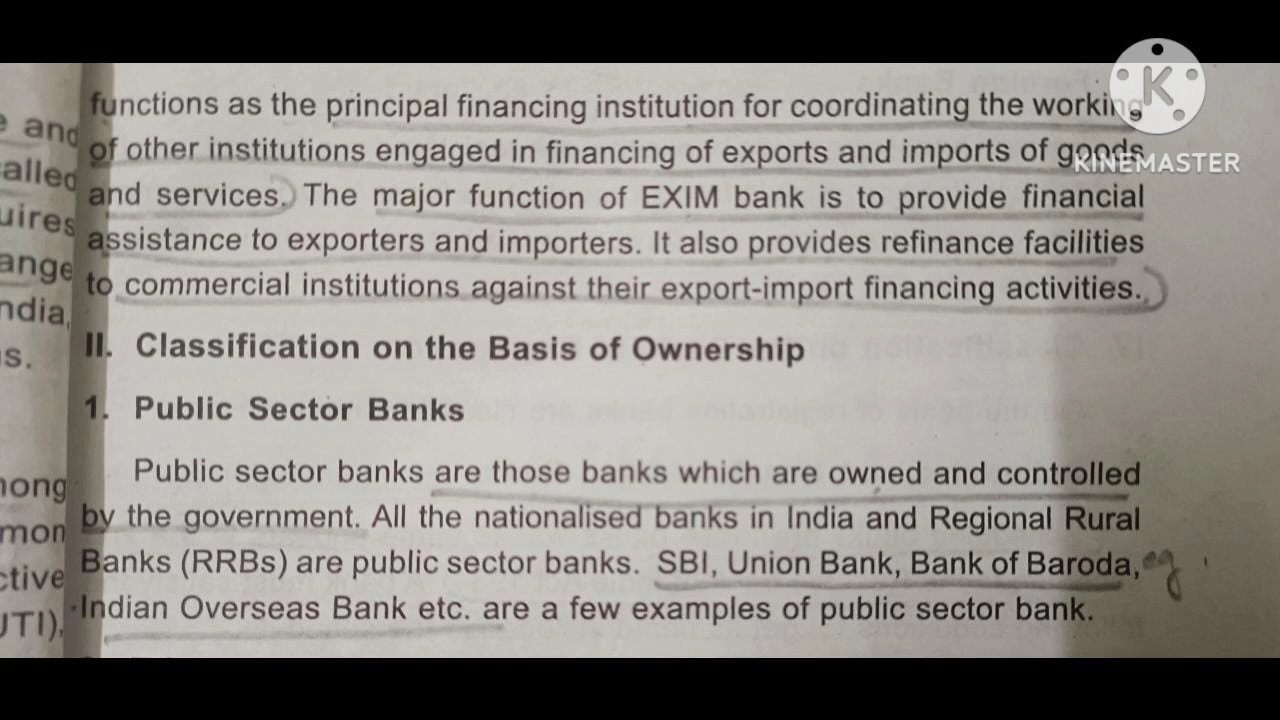 functions as the principal financing institution for coordinating the working
of other institutions engaged in financing of exports and imports of goods
and services. The major function of EXIM bank is to provide financial
assistance to exporters and importers. It also provides refinance facilities
to commercial institutions against their export-import financing activities.
II. Classification on the Basis of Ownership
1. Public Sector Banks
Public sector banks are those banks which are owned and controlled
by the government. All the nationalised banks in India and Regional Rural
Banks (RRBs) are public sector banks. SBI, Union Bank, Bank of Baroda, eg
Indian Overseas Bank etc. are a few examples of public sector bank.
K
KINEMASTER